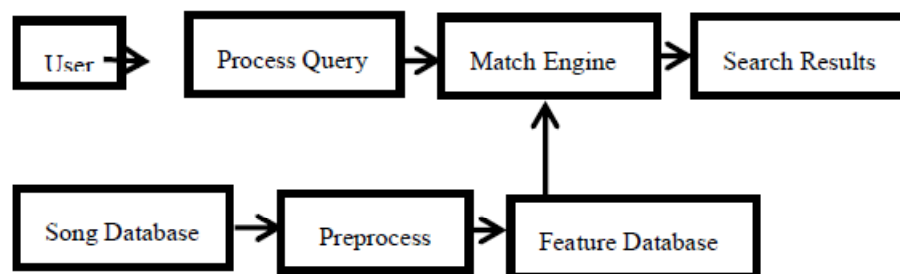 User
Process Query
Match Engine
Search Results
Song Database
Preprocess
Feature Database